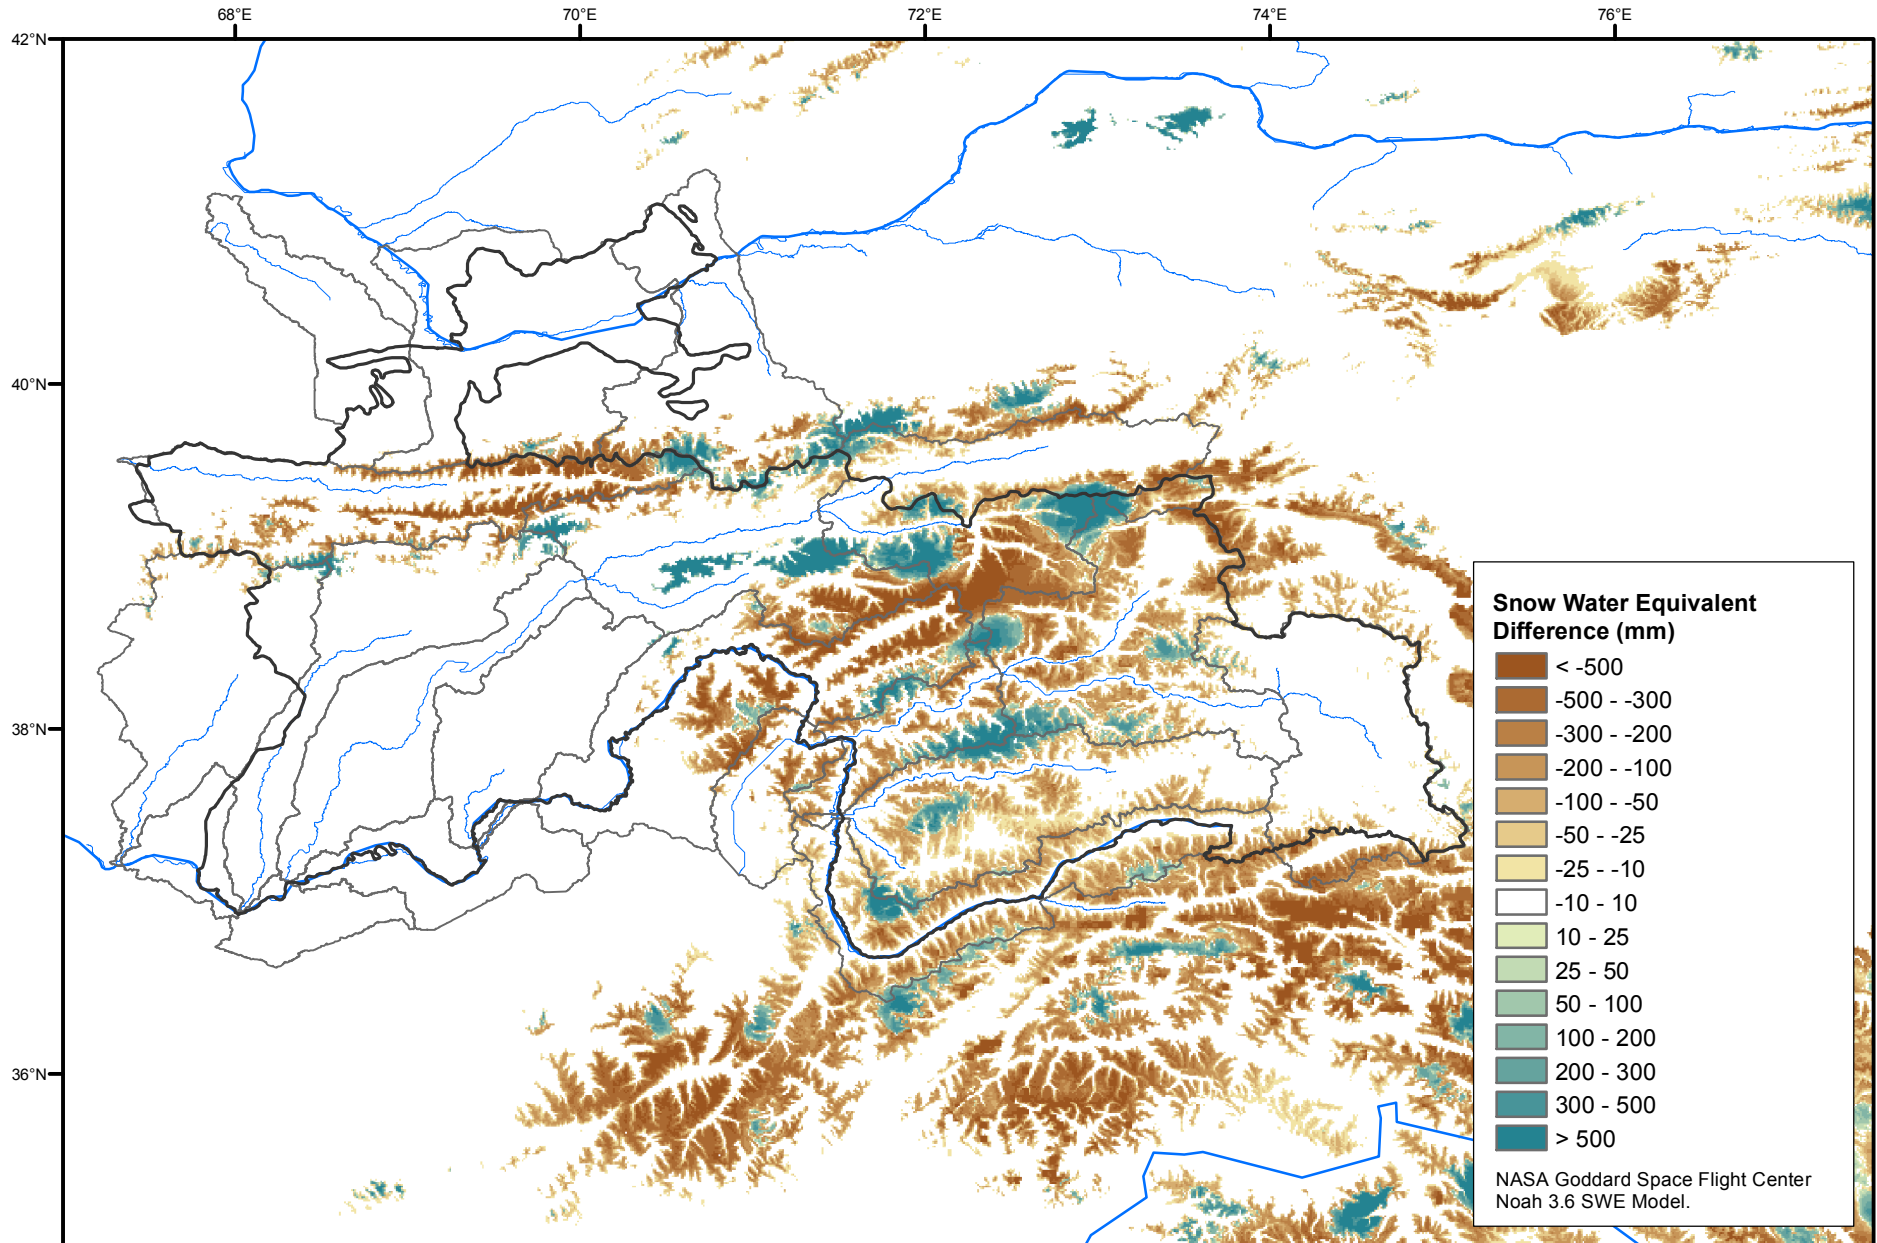 68°E 70°E 72°E 74°E 76°E
42°N
40°N
38°N
36°N
Snow Water Equivalent
Difference (mm)
< -500
-500 - -300
-300 - -200
-200 - -100
-100 - -50
-50 - -25
-25 - -10
-10 - 10
10 - 25
25 - 50
50 - 100
100 - 200
200 - 300
300 - 500
> 500
NASA Goddard Space Flight Center
Noah 3.6 SWE Model.